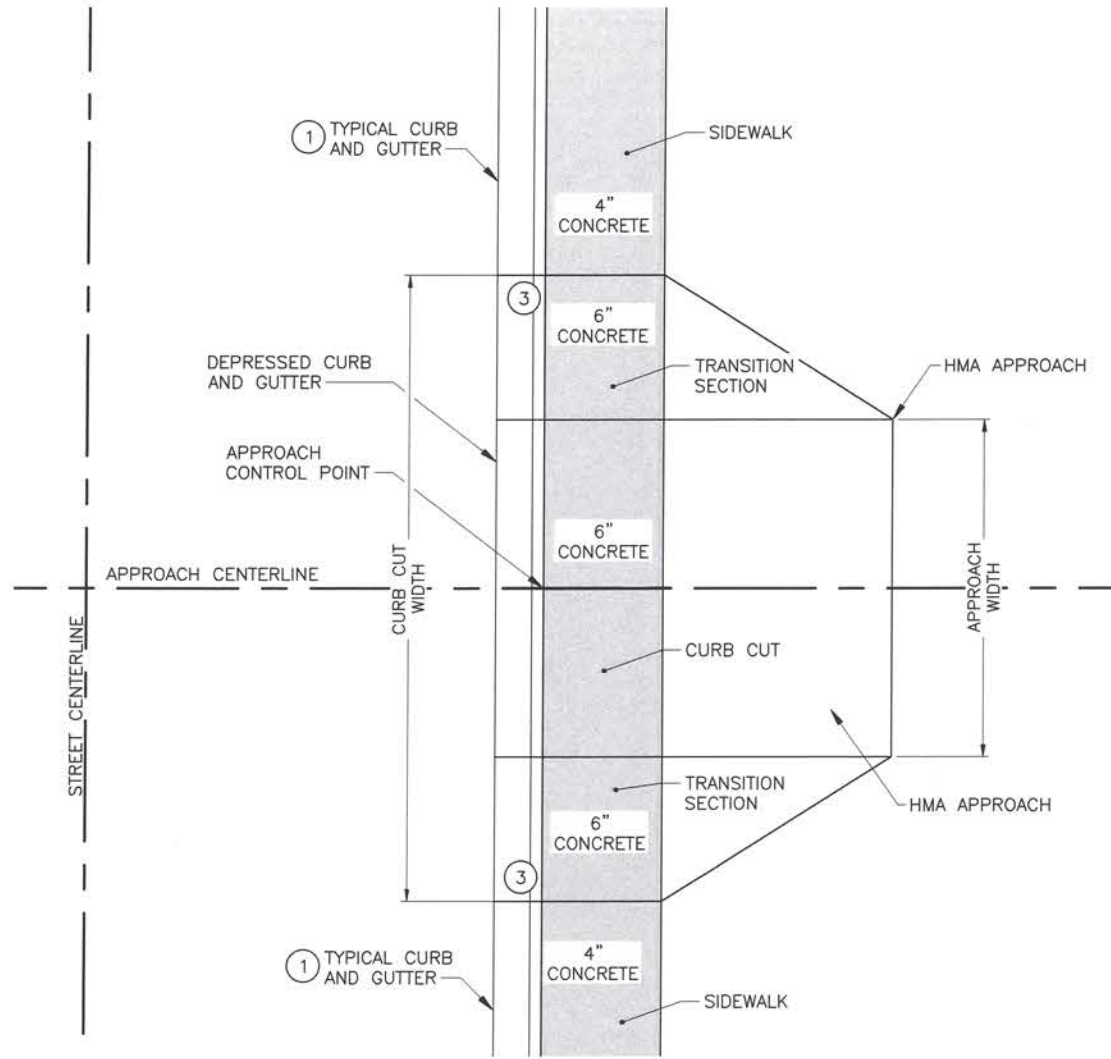 1 TYPICAL CURB
AND GUTTER
SIDEWALK
4"
CONCRETE
3
6"
CONCRETE
DEPRESSED CURB
AND GUTTER
TRANSITION
SECTION
HMA APPROACH
APPROACH
CONTROL POINT
6"
CONCRETE
APPROACH CENTERLINE
CURB CUT
WIDTH
APPROACH
WIDTH
STREET CENTERLINE
CURB CUT
TRANSITION
SECTION
HMA APPROACH
6"
CONCRETE
3
1 TYPICAL CURB
AND GUTTER
4"
CONCRETE
SIDEWALK